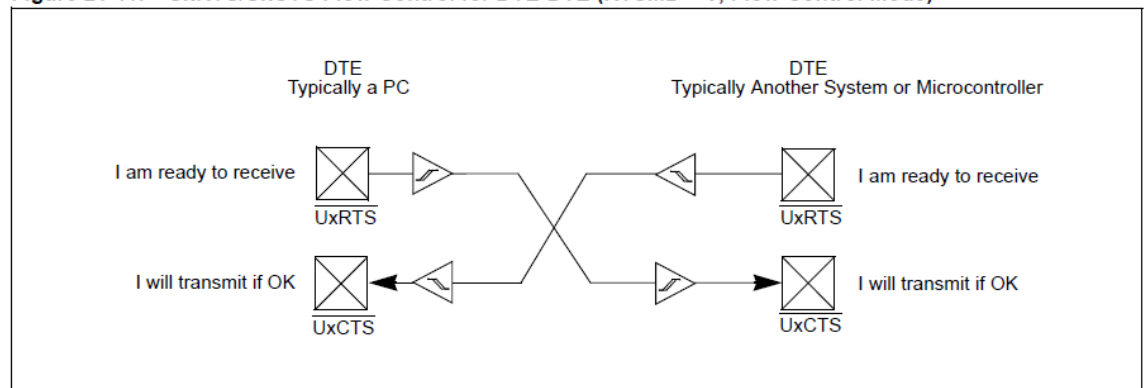 DTE
Typically a PC
DTE
Typically Another System or Microcontroller
I am ready to receive
UxRTS
I am ready to receive
UxRTS
I will transmit if OK
UxCTS
I will transmit if OK
UxCTS